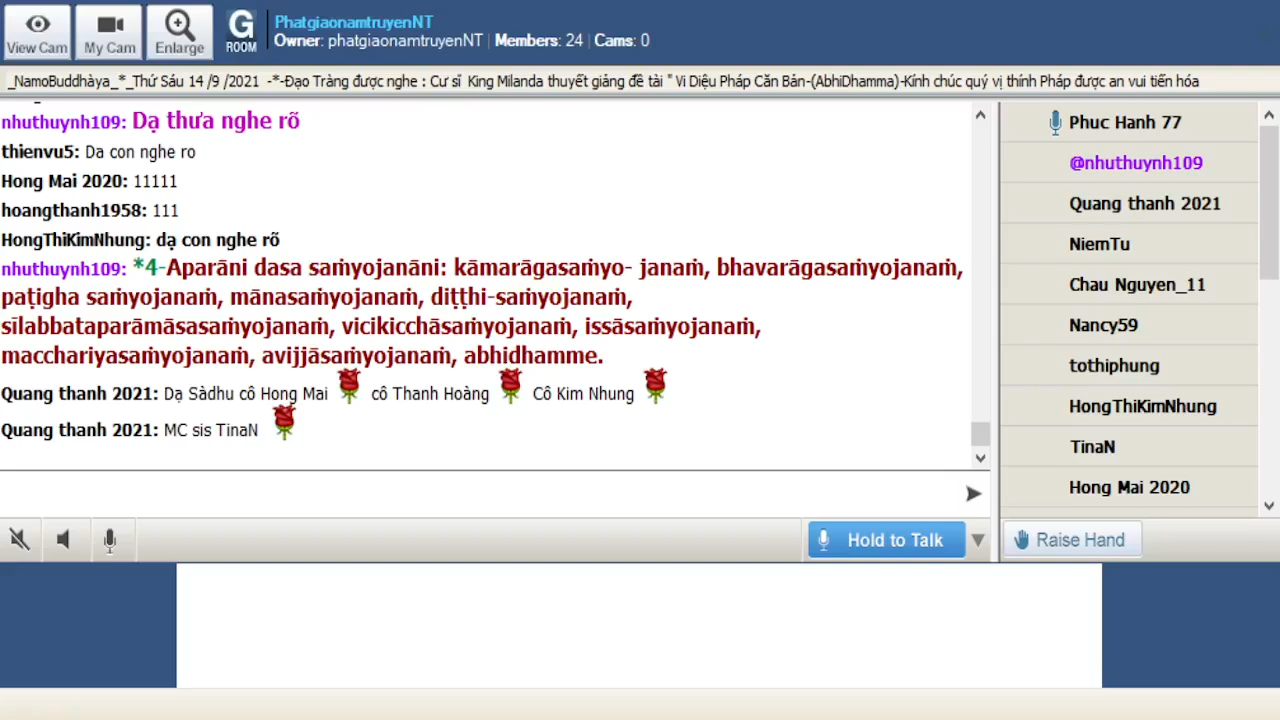 PhatgiaonamtruyenNT
View Cam My Cam Enlarge G ROOM Owner: phatgiaonamtruyenNT | Members: 24 | Cams: 0
_NamoBuddhàya_*_Thứ Sáu 14 /9 /2021 -*-Đạo Tràng được nghe : Cư sĩ King Milanda thuyết giảng đề tài " Vi Diệu Pháp Căn Bản-(AbhiDhamma)-Kính chúc quý vị thính Pháp được an vui tiến hóa
nhuthuynh109: Dạ thưa nghe rõ
thienvu5: Da con nghe ro
Hong Mai 2020: 11111
hoangthanh1958: 111
HongThiKimNhung: dạ con nghe rõ
nhuthuynh109: *4-Aparāni dasa saṁyojanāni: kāmarāgasaṁyo- janaṁ, bhavarāgasaṁyojanaṁ,
paṭigha saṁyojanaṁ, mānasaṁyojanaṁ, diṭṭhi-saṁyojanaṁ,
sīlabbataparāmāsasaṁyojanaṁ, vicikicchāsaṁyojanaṁ, issāsaṁyojanaṁ,
macchariyasaṁyojanaṁ, avijjāsaṁyojanaṁ, abhidhamme.
Quang thanh 2021: Dạ Sàdhu cô Hong Mai cô Thanh Hoàng Cô Kim Nhung
Quang thanh 2021: MC sis TinaN
Phuc Hanh 77
@nhuthuynh109
Quang thanh 2021
NiemTu
Chau Nguyen_11
Nancy59
tothiphung
HongThiKimNhung
TinaN
Hong Mai 2020
Hold to Talk
Raise Hand